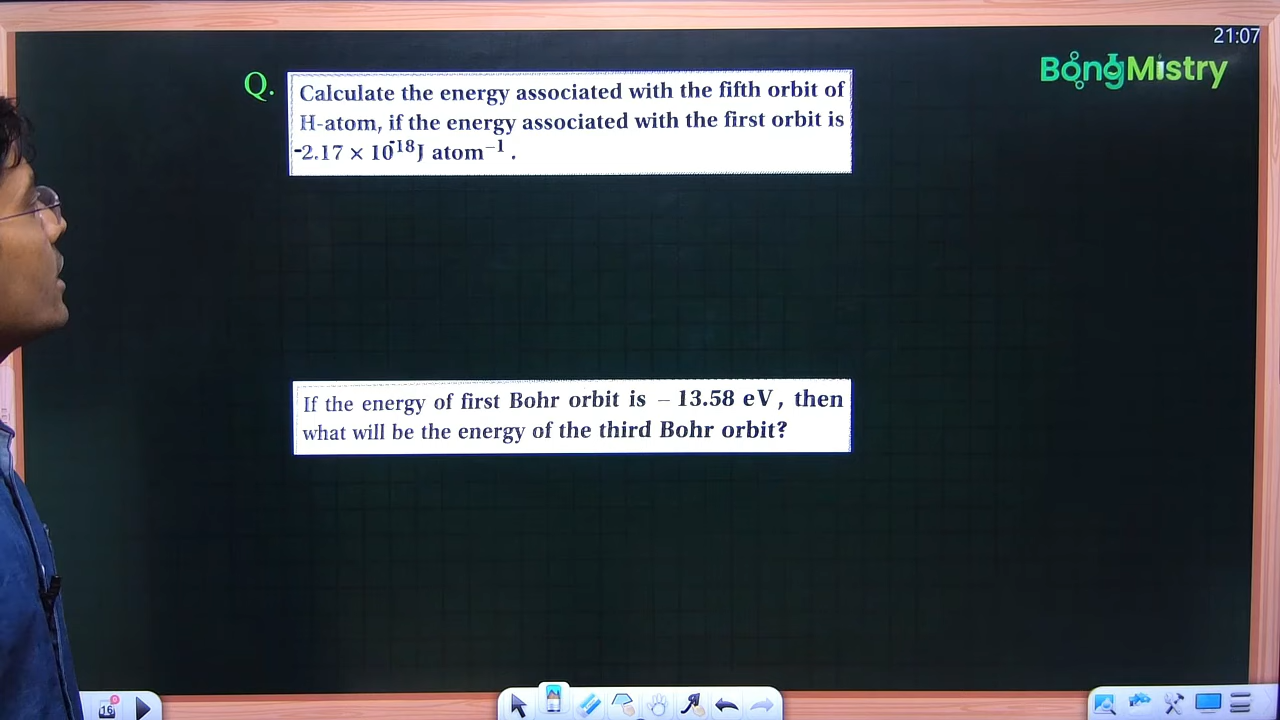 21:07
BongMistry
Q.
Calculate the energy associated with the fifth orbit of
H-atom, if the energy associated with the first orbit is
-2.17 × 10⁻¹⁸J atom⁻¹ .
If the energy of first Bohr orbit is – 13.58 eV, then
what will be the energy of the third Bohr orbit?
16